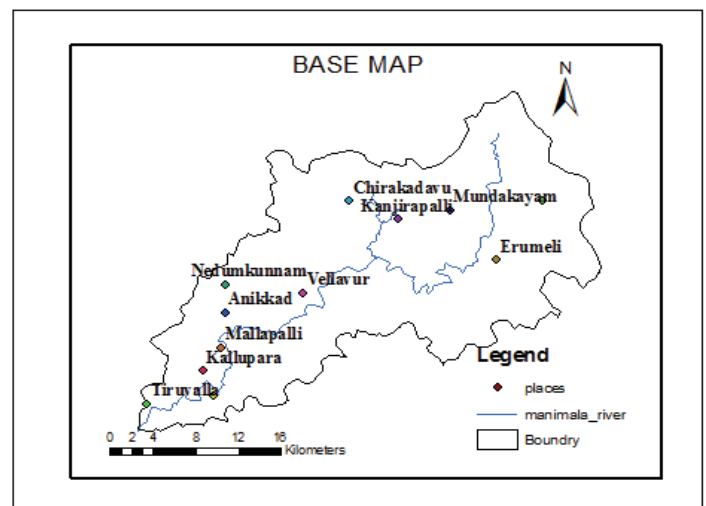 BASE MAP
N
Chirakadavu
Kanjirapalli
Mundakayam
Erumeli
Nedumkunnam
Vellavur
Anikkad
Mallapalli
Kallupara
Tiruvalla
Legend
places
manimala_river
Boundry
0 2 4 8 12 16
Kilometers